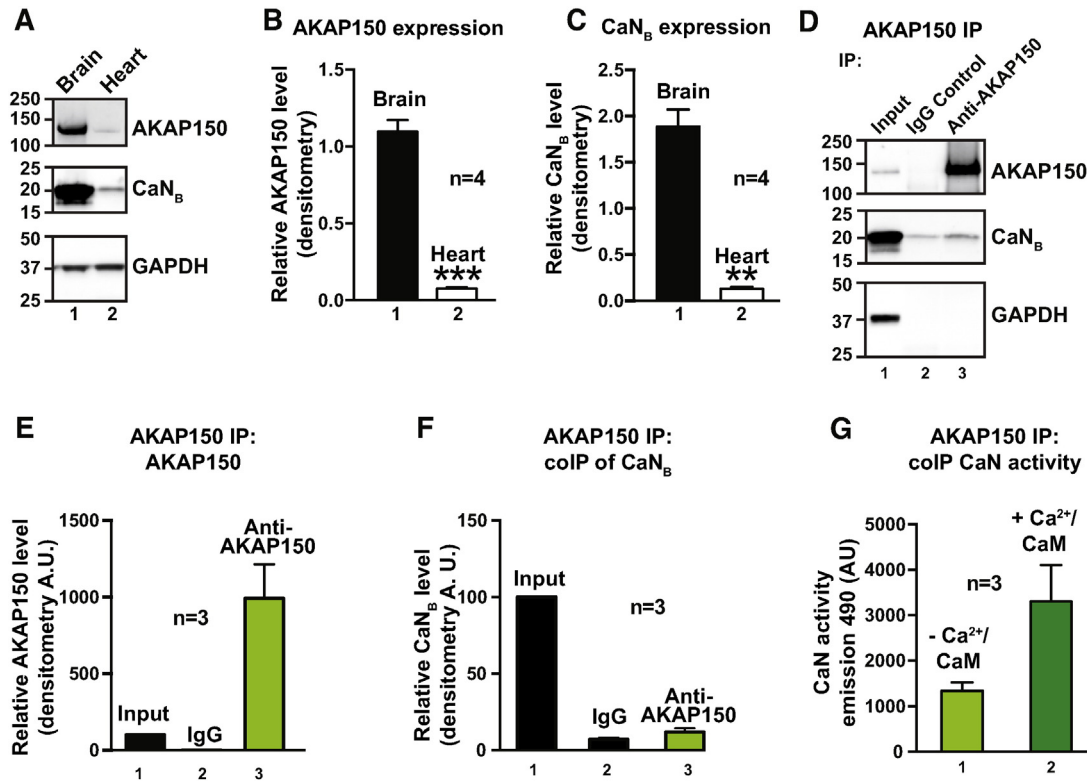 A
Brain
Heart
250
150
100
AKAP150
25
20
15
CaNB
50
37
25
GAPDH
1 2
B
AKAP150 expression
Relative AKAP150 level
(densitometry)
1.5
1.0
0.5
0.0
Brain
n=4
Heart
***
1 2
C
CaNB expression
Relative CaNB level
(densitometry)
2.5
2.0
1.5
1.0
0.5
0.0
Brain
n=4
Heart
**
1 2
D
AKAP150 IP
IP:
Input
IgG Control
Anti-AKAP150
250
150
100
AKAP150
25
20
15
CaNB
50
37
25
GAPDH
1 2 3
E
AKAP150 IP:
AKAP150
Relative AKAP150 level
(densitometry A.U.)
1500
1000
500
0
Input
IgG
Anti-
AKAP150
n=3
1 2 3
F
AKAP150 IP:
coIP of CaNB
Relative CaNB level
(densitometry A. U.)
150
100
50
0
Input
n=3
IgG
Anti-
AKAP150
1 2 3
G
AKAP150 IP:
coIP CaN activity
CaN activity
emission 490 (AU)
5000
4000
3000
2000
1000
0
+ Ca²⁺/
CaM
n=3
- Ca²⁺/
CaM
1 2